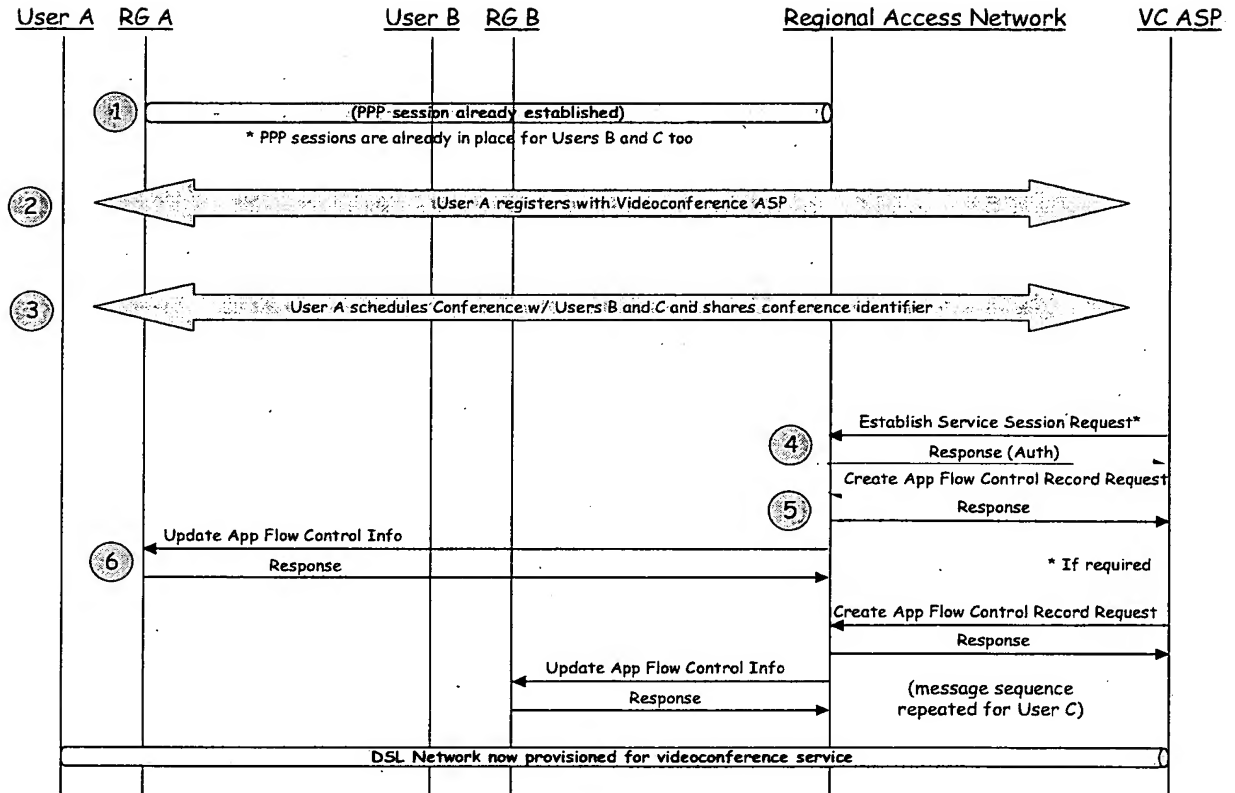 User A RG A User B RG B Regional Access Network VC ASP
1 (PPP session already established)
* PPP sessions are already in place for Users B and C too
2 User A registers with Videoconference ASP
3 User A schedules Conference w/ Users B and C and shares conference identifier
Establish Service Session Request*
4 Response (Auth)
Create App Flow Control Record Request
5 Response
Update App Flow Control Info
6 Response * If required
Create App Flow Control Record Request
Response
Update App Flow Control Info
Response
(message sequence
repeated for User C)
DSL Network now provisioned for videoconference service